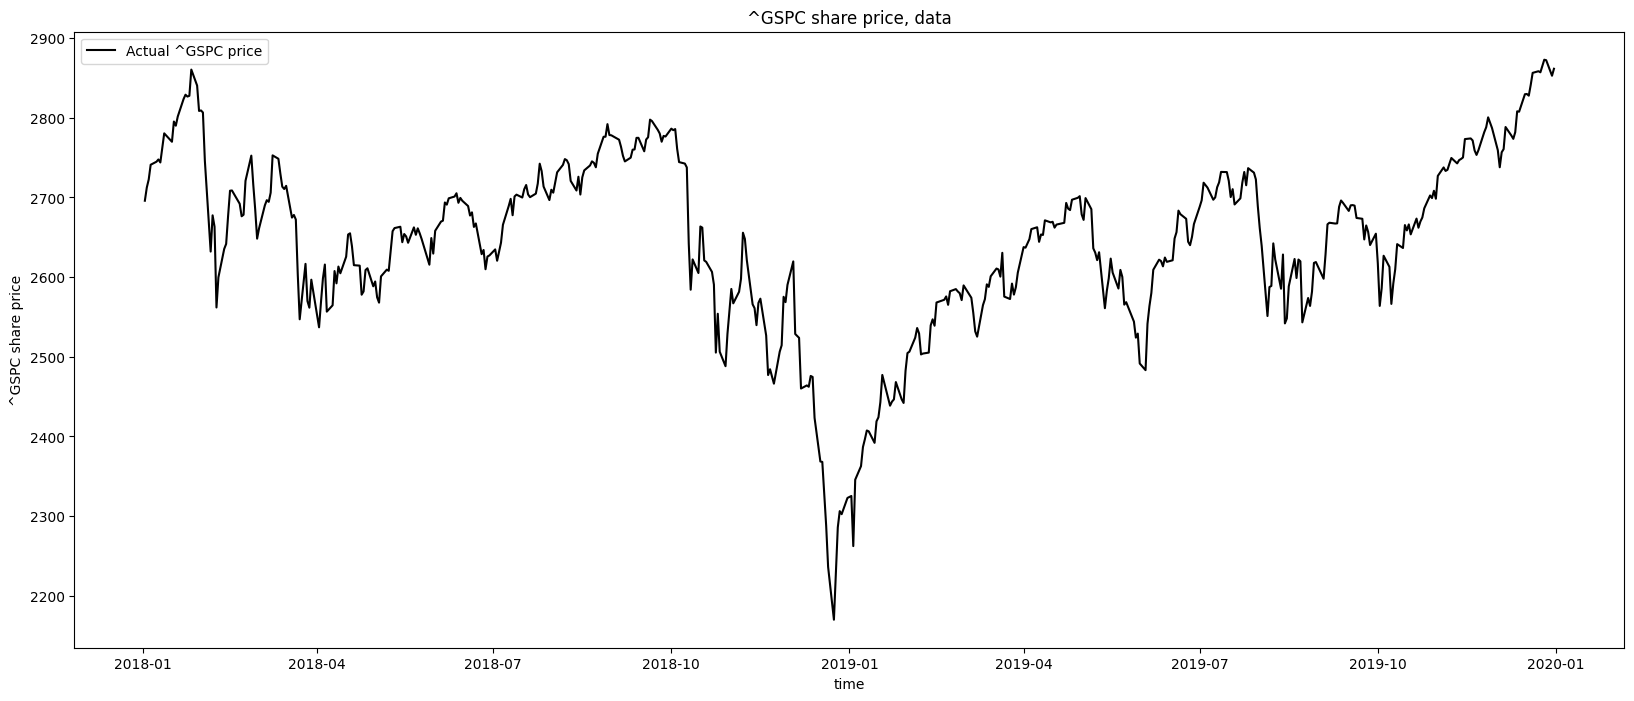 ^GSPC share price, data
Actual ^GSPC price
^GSPC share price
2900
2800
2700
2600
2500
2400
2300
2200
2018-01 2018-04 2018-07 2018-10 2019-01 2019-04 2019-07 2019-10 2020-01
time